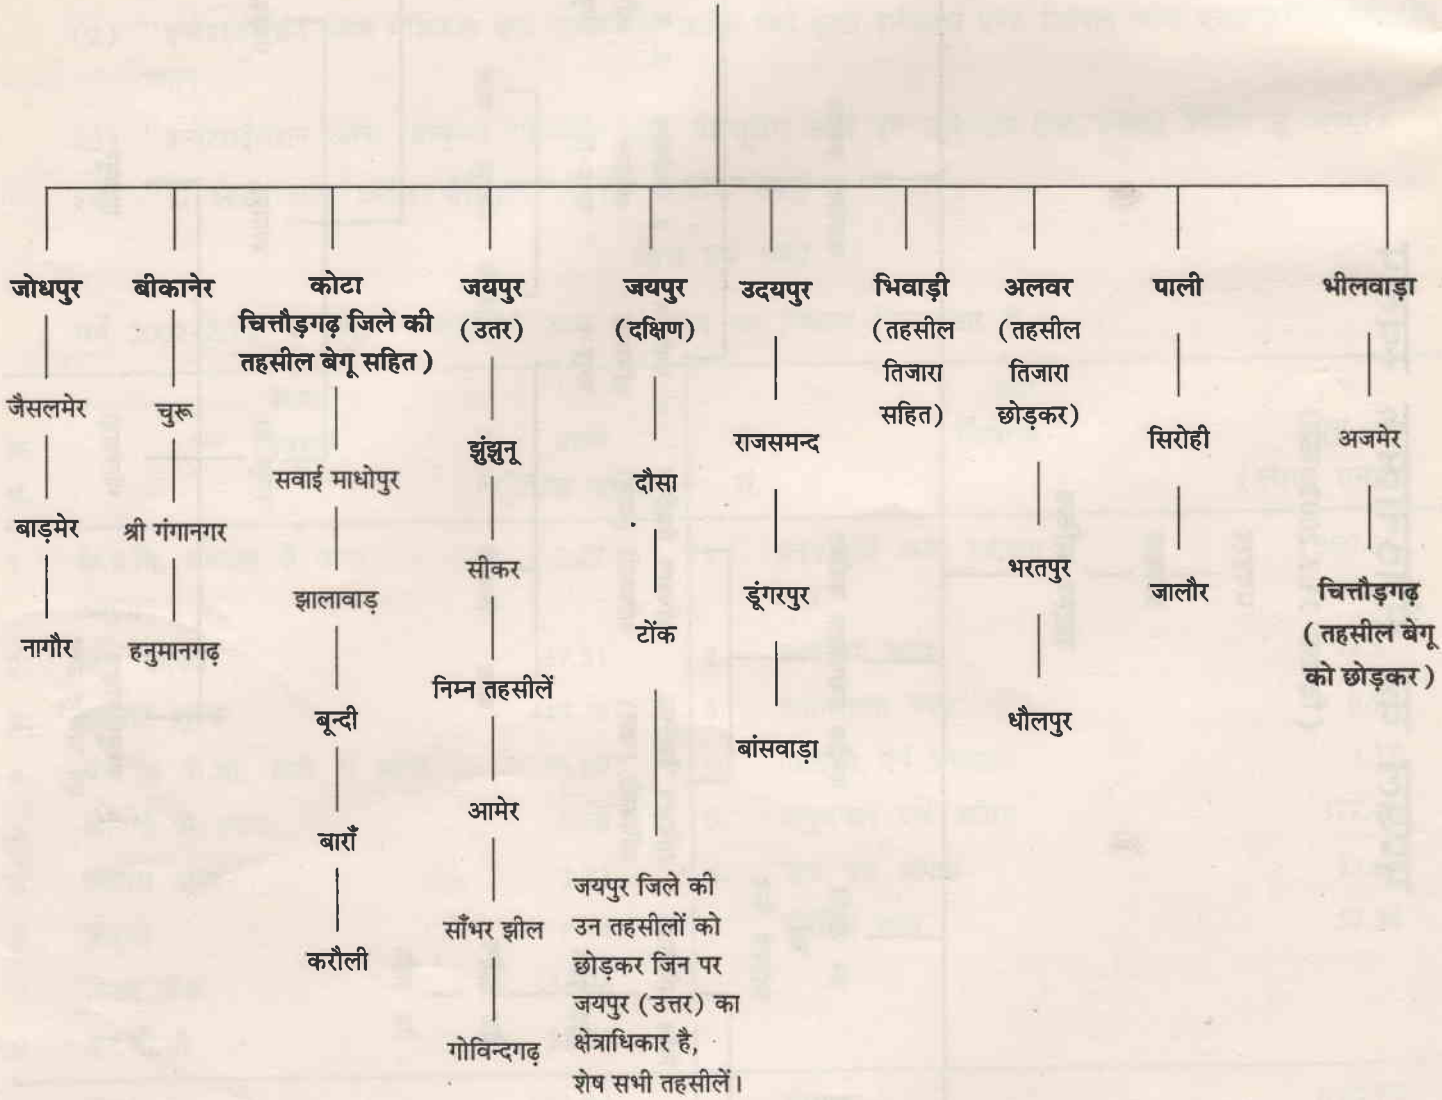 जोधपुर
जैसलमेर
बाड़मेर
नागौर
बीकानेर
चुरू
श्री गंगानगर
हनुमानगढ़
कोटा
चित्तौड़गढ़ जिले की
तहसील बेगू सहित )
सवाई माधोपुर
झालावाड़
बून्दी
बाराँ
करौली
जयपुर
(उतर)
झुंझुनू
सीकर
निम्न तहसीलें
आमेर
साँभर झील
गोविन्दगढ़
जयपुर
(दक्षिण)
दौसा
टोंक
जयपुर जिले की
उन तहसीलों को
छोड़कर जिन पर
जयपुर (उत्तर) का
क्षेत्राधिकार है,
शेष सभी तहसीलें।
उदयपुर
राजसमन्द
डूंगरपुर
बांसवाड़ा
भिवाड़ी
(तहसील
तिजारा
सहित)
अलवर
(तहसील
तिजारा
छोड़कर)
भरतपुर
धौलपुर
पाली
सिरोही
जालौर
भीलवाड़ा
अजमेर
चित्तौड़गढ़
( तहसील बेगू
को छोड़कर )